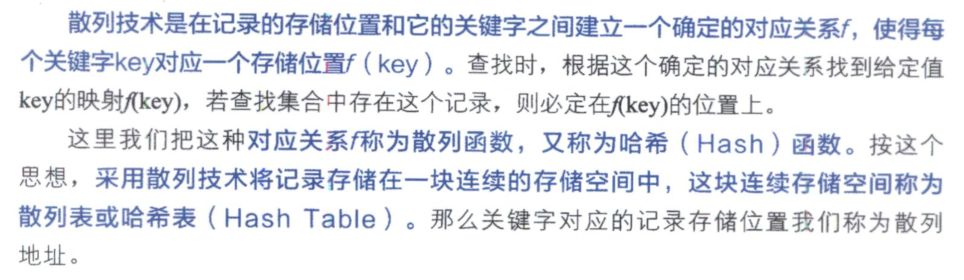 散列技术是在记录的存储位置和它的关键字之间建立一个确定的对应关系f，使得每
个关键字key对应一个存储位置f（key）。查找时，根据这个确定的对应关系找到给定值
key的映射f(key)，若查找集合中存在这个记录，则必定在f(key)的位置上。
这里我们把这种对应关系f称为散列函数，又称为哈希（Hash）函数。按这个
思想，采用散列技术将记录存储在一块连续的存储空间中，这块连续存储空间称为
散列表或哈希表（Hash Table）。那么关键字对应的记录存储位置我们称为散列
地址。